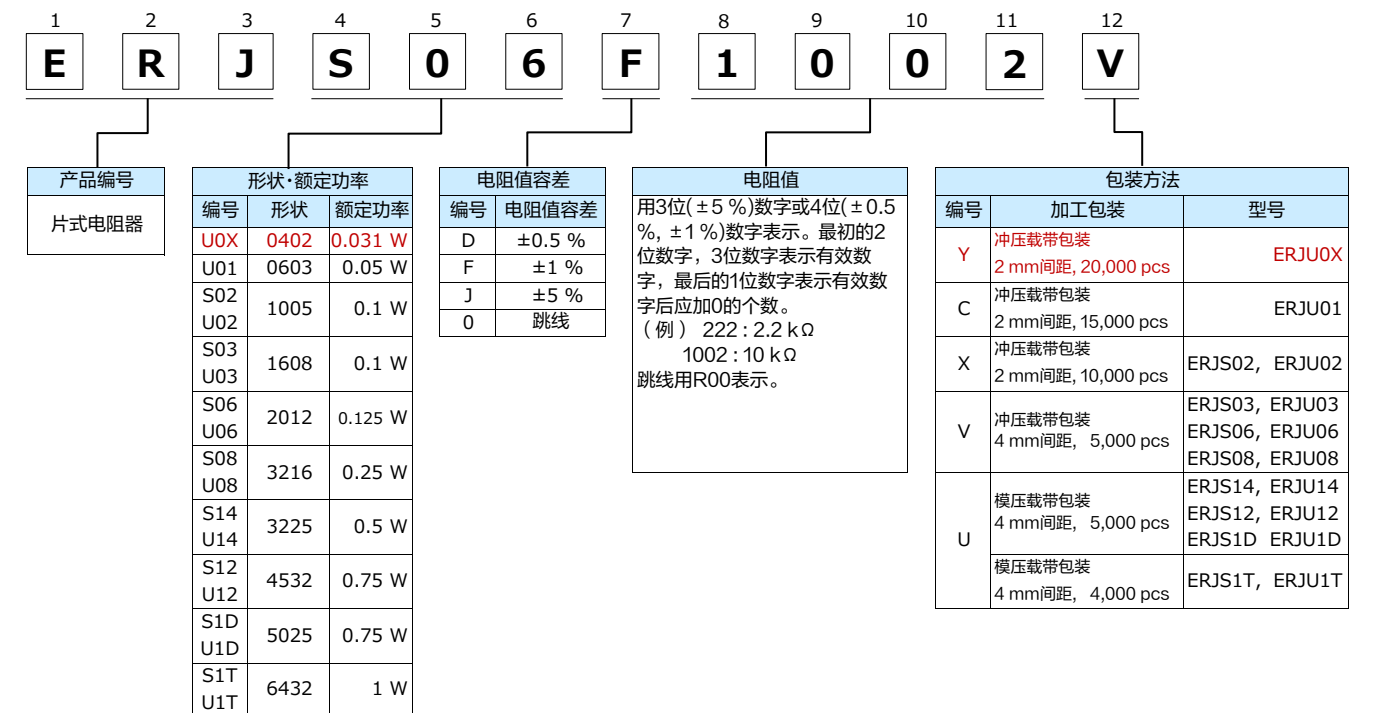 1 2 3 4 5 6 7 8 9 10 11 12
E R J S 0 6 F 1 0 0 2 V
产品编号
片式电阻器
形状·额定功率
编号 形状 额定功率
U0X 0402 0.031 W
U01 0603 0.05 W
S02
U02
1005 0.1 W
S03
U03
1608 0.1 W
S06
U06
2012 0.125 W
S08
U08
3216 0.25 W
S14
U14
3225 0.5 W
S12
U12
4532 0.75 W
S1D
U1D
5025 0.75 W
S1T
U1T
6432 1 W
电阻值容差
编号 电阻值容差
D ±0.5 %
F ±1 %
J ±5 %
0 跳线
电阻值
用3位(±5 %)数字或4位(±0.5
%, ±1 %)数字表示。最初的2
位数字，3位数字表示有效数
字，最后的1位数字表示有效数
字后应加0的个数。
（例） 222 : 2.2 kΩ
1002 : 10 kΩ
跳线用R00表示。
包装方法
编号 加工包装 型号
Y
冲压载带包装
2 mm间距, 20,000 pcs
ERJU0X
C
冲压载带包装
2 mm间距, 15,000 pcs
ERJU01
X
冲压载带包装
2 mm间距, 10,000 pcs
ERJS02, ERJU02
V
冲压载带包装
4 mm间距, 5,000 pcs
ERJS03, ERJU03
ERJS06, ERJU06
ERJS08, ERJU08
U
模压载带包装
4 mm间距, 5,000 pcs
ERJS14, ERJU14
ERJS12, ERJU12
ERJS1D ERJU1D
模压载带包装
4 mm间距, 4,000 pcs
ERJS1T, ERJU1T